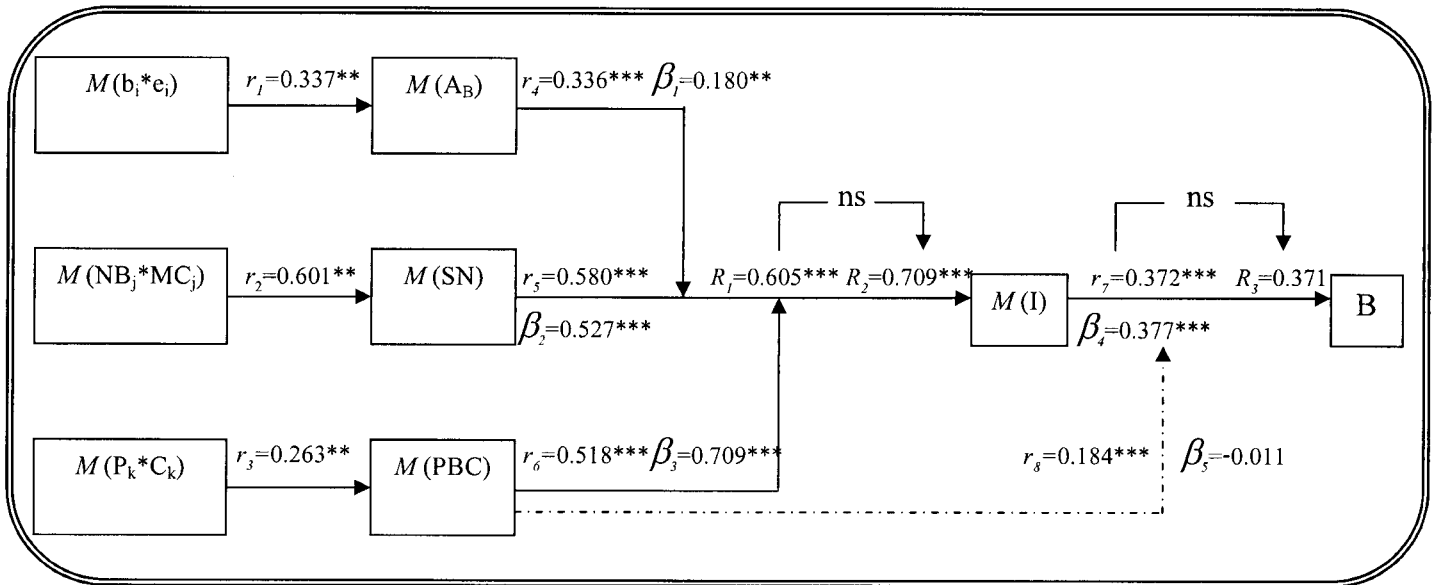 M(bᵢ*eᵢ)
r₁=0.337**
M(A_B)
r₄=0.336*** β₁=0.180**
ns
ns
M(NBⱼ*MCⱼ)
r₂=0.601**
M(SN)
r₅=0.580***
β₂=0.527***
R₁=0.605*** R₂=0.709***
M(I)
r₇=0.372*** R₃=0.371
β₄=0.377***
B
M(Pₖ*Cₖ)
r₃=0.263**
M(PBC)
r₆=0.518*** β₃=0.709***
r₈=0.184*** β₅=-0.011